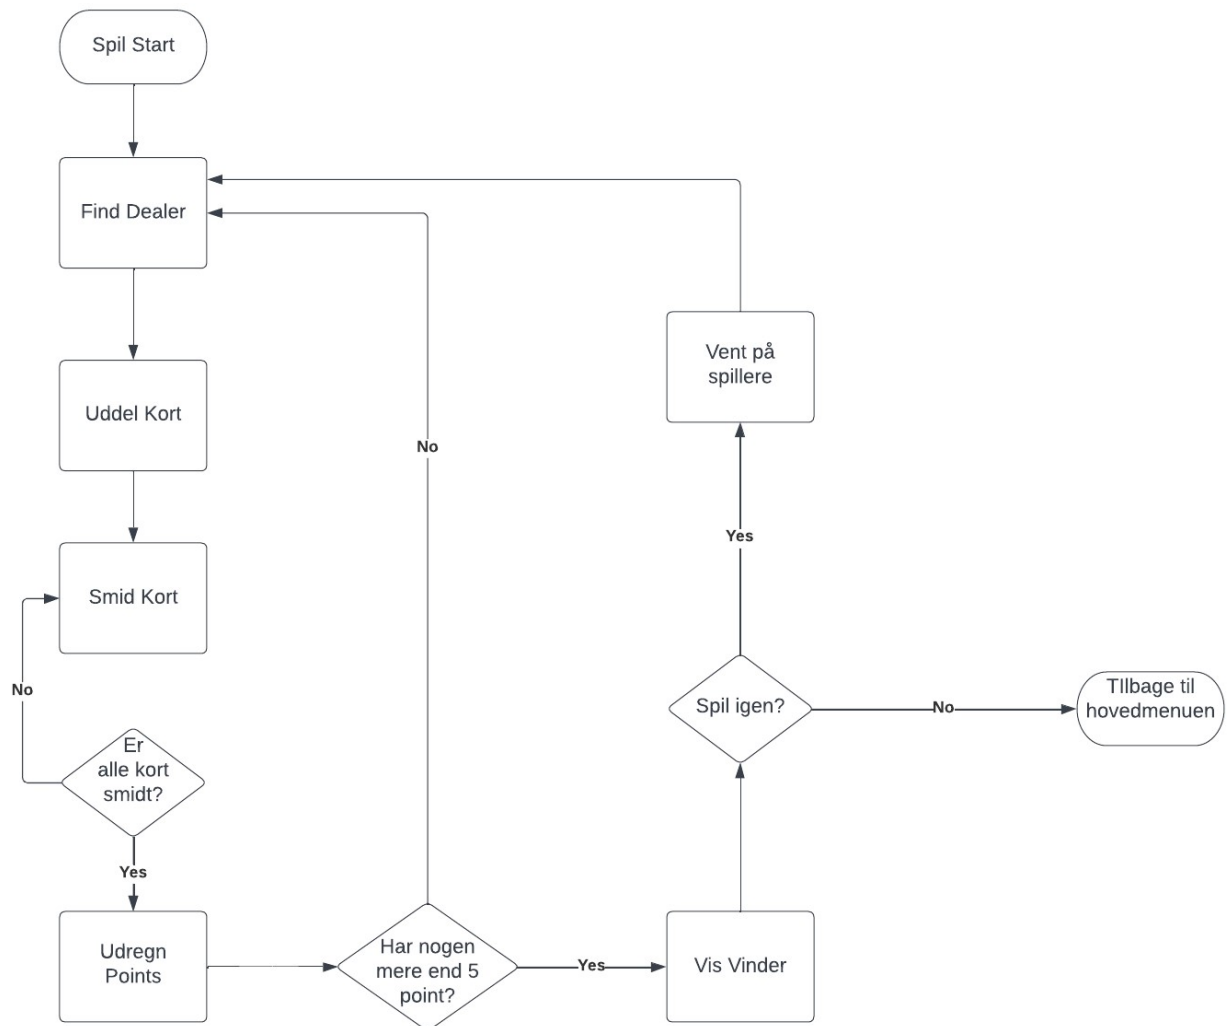 Spil Start
Find Dealer
Uddel Kort
Smid Kort
No
Er
alle kort
smidt?
Yes
Udregn
Points
Har nogen
mere end 5
point?
No
Yes
Vis Vinder
Spil igen?
Yes
Vent på
spillere
No
TIlbage til
hovedmenuen